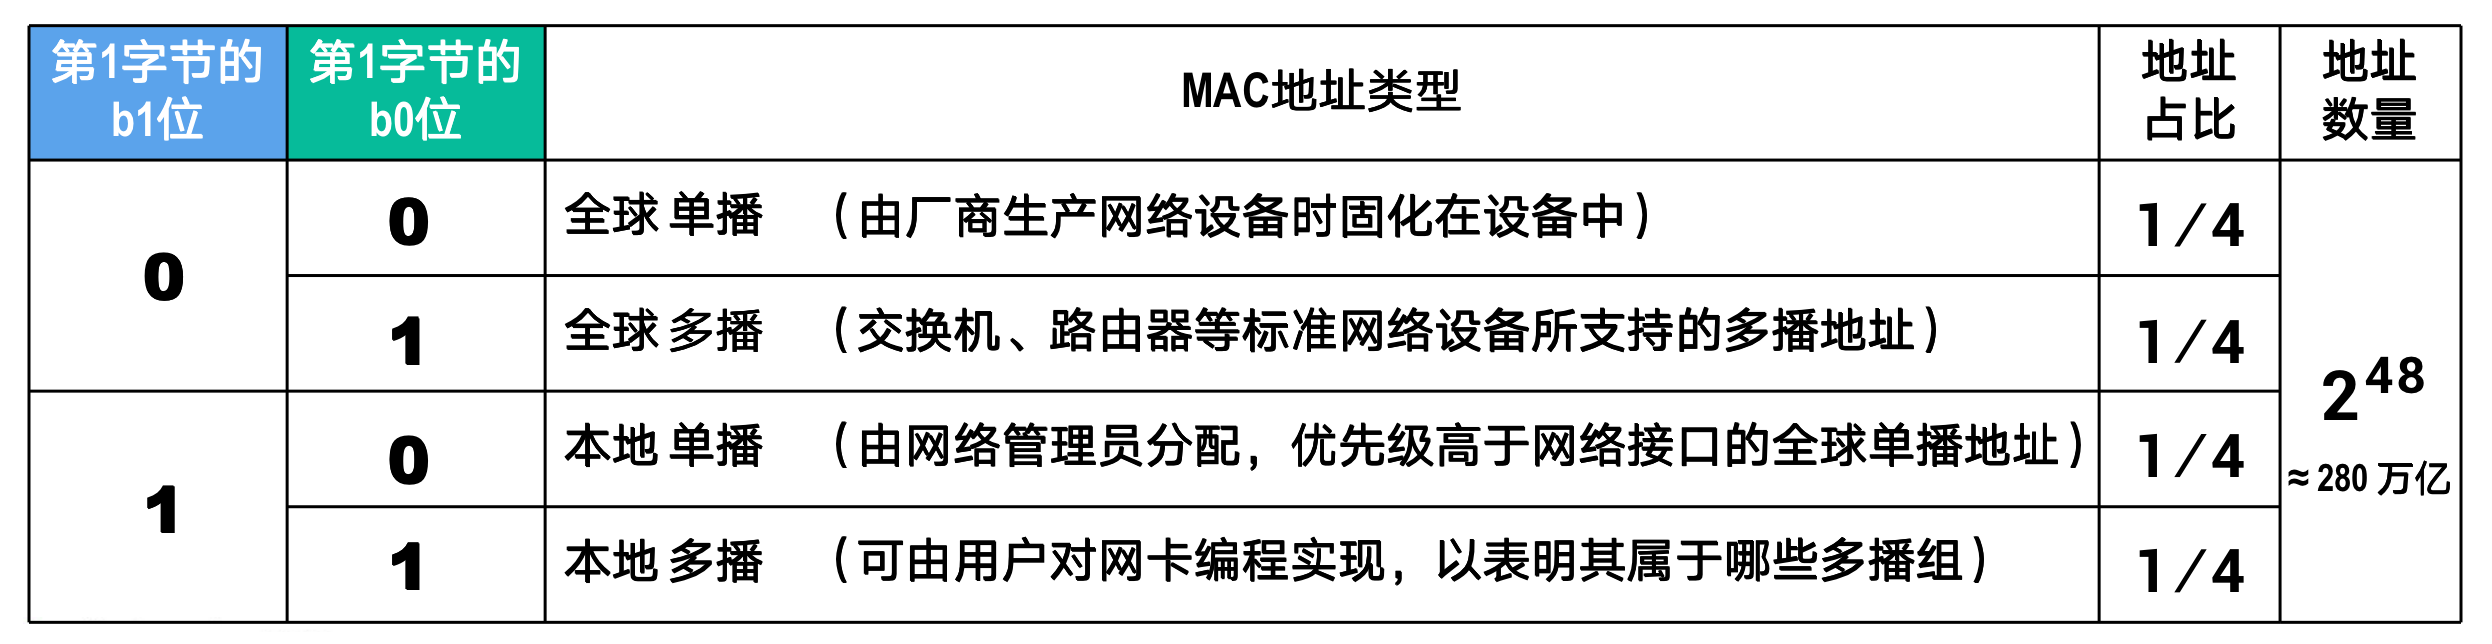 第1字节的
b1位
第1字节的
b0位
MAC地址类型
地址
占比
地址
数量
0
0
全球 单播 （由厂商生产网络设备时固化在设备中）
1/4
1
全球 多播 （交换机、路由器等标准网络设备所支持的多播地址）
1/4
1
0
本地 单播 （由网络管理员分配，优先级高于网络接口的全球单播地址）
1/4
1
本地 多播 （可由用户对网卡编程实现，以表明其属于哪些多播组）
1/4
2⁴⁸
≈ 280 万亿